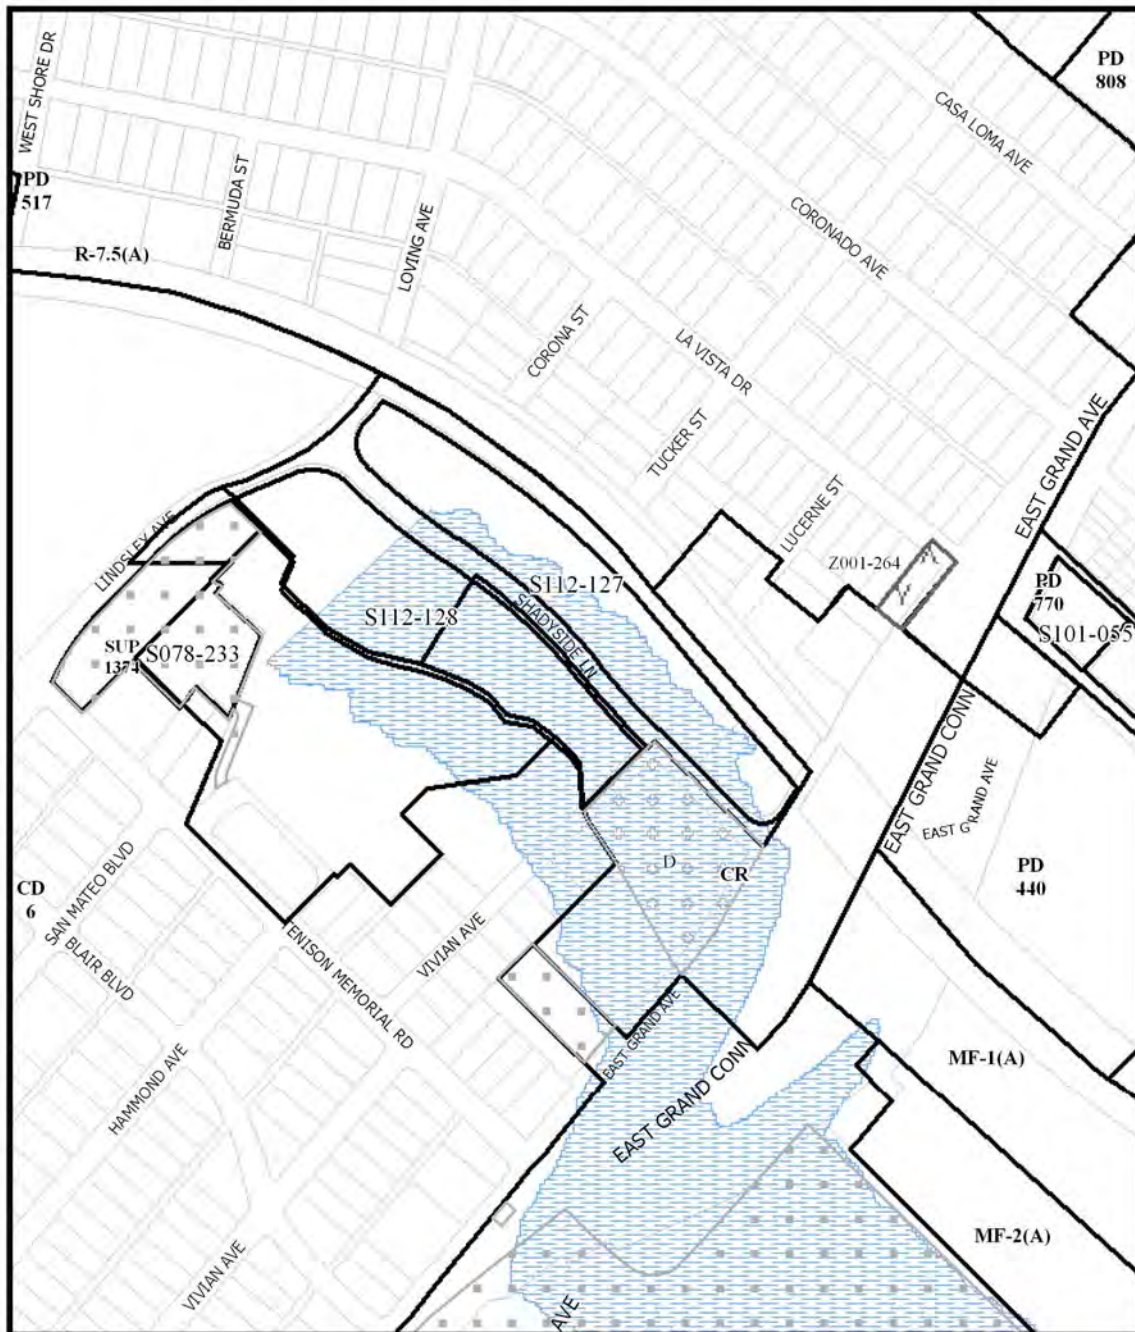 PD
808
WEST SHORE DR
CASA LOMA AVE
PD
517
BERMUDA ST
LOVING AVE
CORONADO AVE
R-7.5(A)
CORONA ST
LA VISTA DR
TUCKER ST
EAST GRAND AVE
LUCERNE ST
LINDSLEY AVE
Z001-264
PD
770
S101-055
S112-127
SHADYSIDE LN
S112-128
SUP
1374
S078-233
EAST GRAND CONN
EAST GRAND AVE
SAN MATEO BLVD
CD
6
D
CR
PD
440
BLAIR BLVD
TENISON MEMORIAL RD
VIVIAN AVE
EAST GRAND AVE
HAMMOND AVE
EAST GRAND CONN
MF-1(A)
MF-2(A)
VIVIAN AVE
AVE